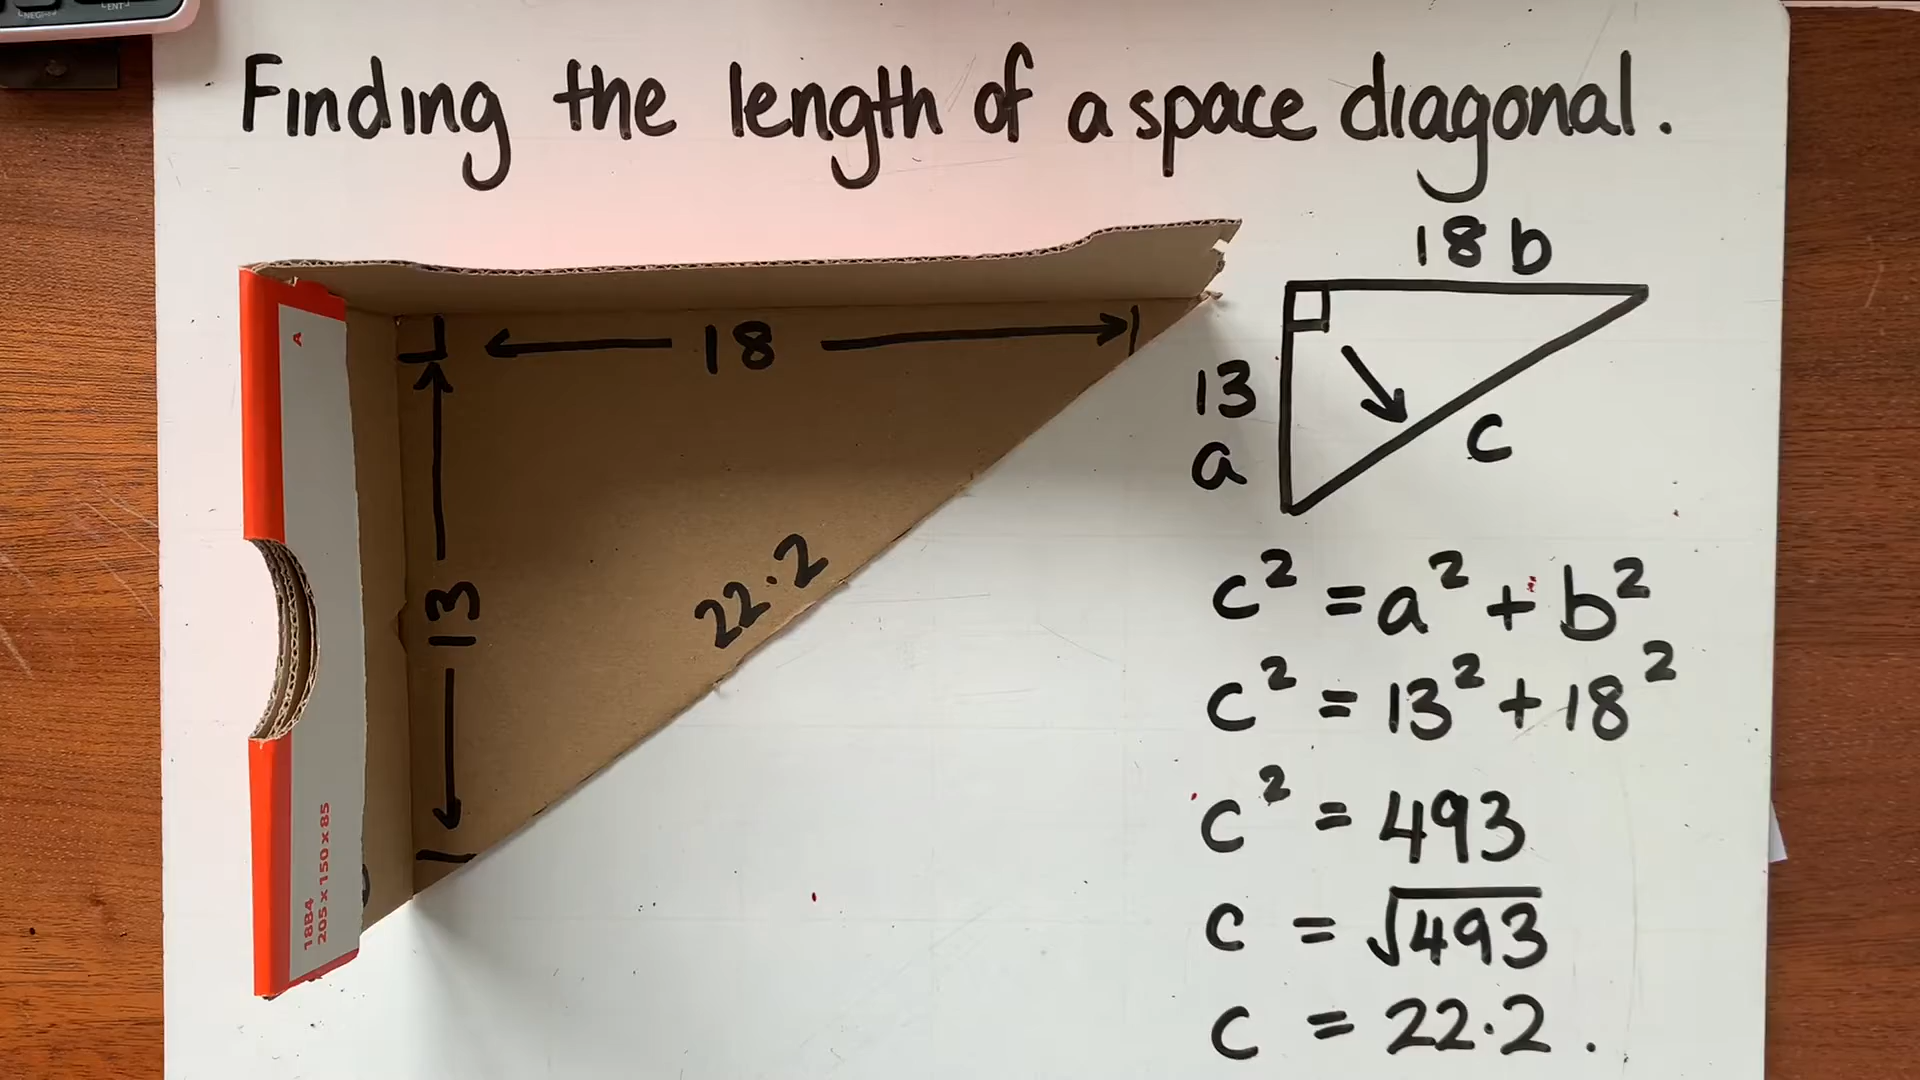 Finding the length of a space diagonal.
18 b
18
13
a
c
13
22.2
A
18B4
205 x 150 x 85
c² = a² + b²
c² = 13² + 18²
c² = 493
c = √493
c = 22.2.